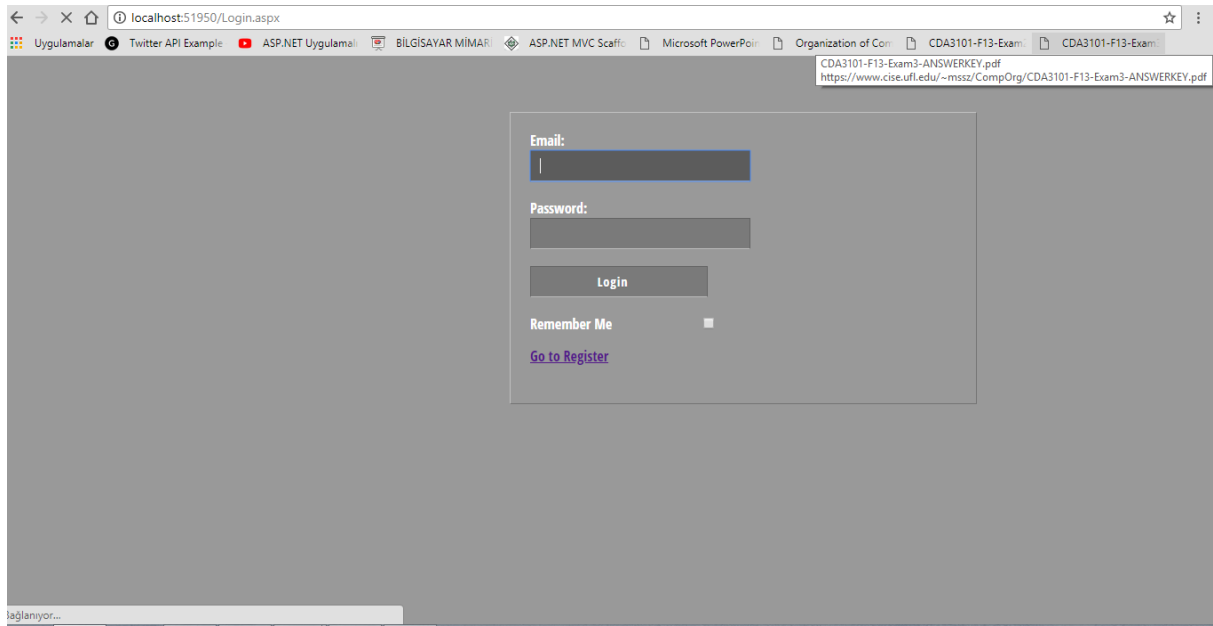 localhost:51950/Login.aspx
Uygulamalar Twitter API Example ASP.NET Uygulamalı BİLGİSAYAR MİMARİ ASP.NET MVC Scaffo Microsoft PowerPoin Organization of Com CDA3101-F13-Exam CDA3101-F13-Exam
CDA3101-F13-Exam3-ANSWERKEY.pdf
https://www.cise.ufl.edu/~mssz/CompOrg/CDA3101-F13-Exam3-ANSWERKEY.pdf
Email:
Password:
Login
Remember Me
Go to Register
Bağlanıyor...